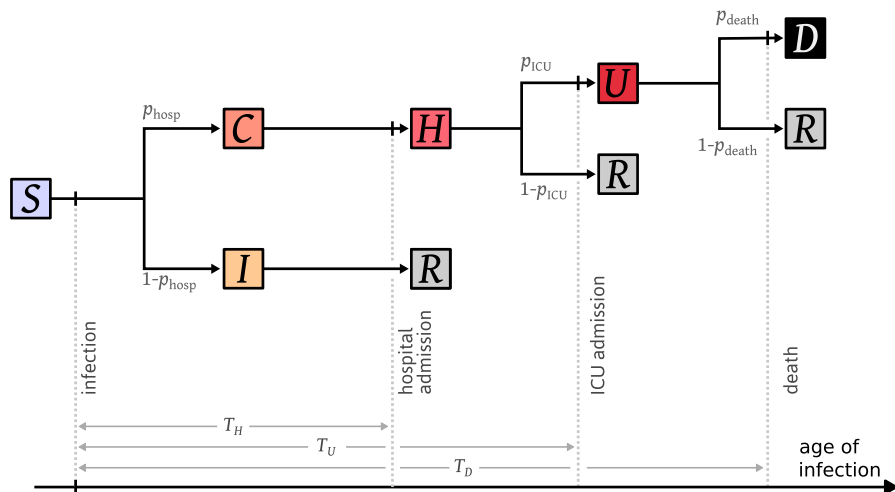 p_death
D
p_ICU
U
p_hosp
C
H
1-p_death
R
1-p_ICU
R
S
1-p_hosp
I
R
infection
hospital
admission
ICU admission
death
T_H
T_U
T_D
age of
infection